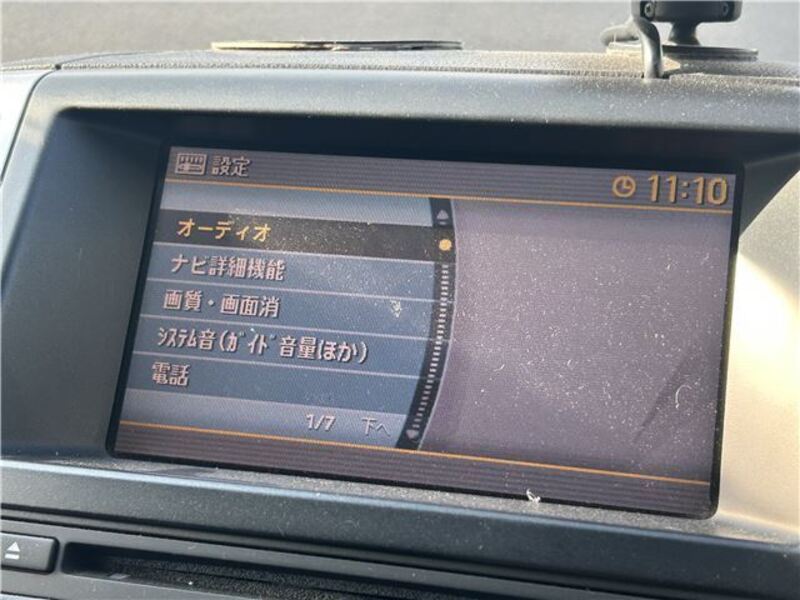 設定
11:10
オーディオ
ナビ詳細機能
画質・画面消
ｼｽﾃﾑ音(ｶﾞｲﾄﾞ音量ほか)
電話
1/7 下へ